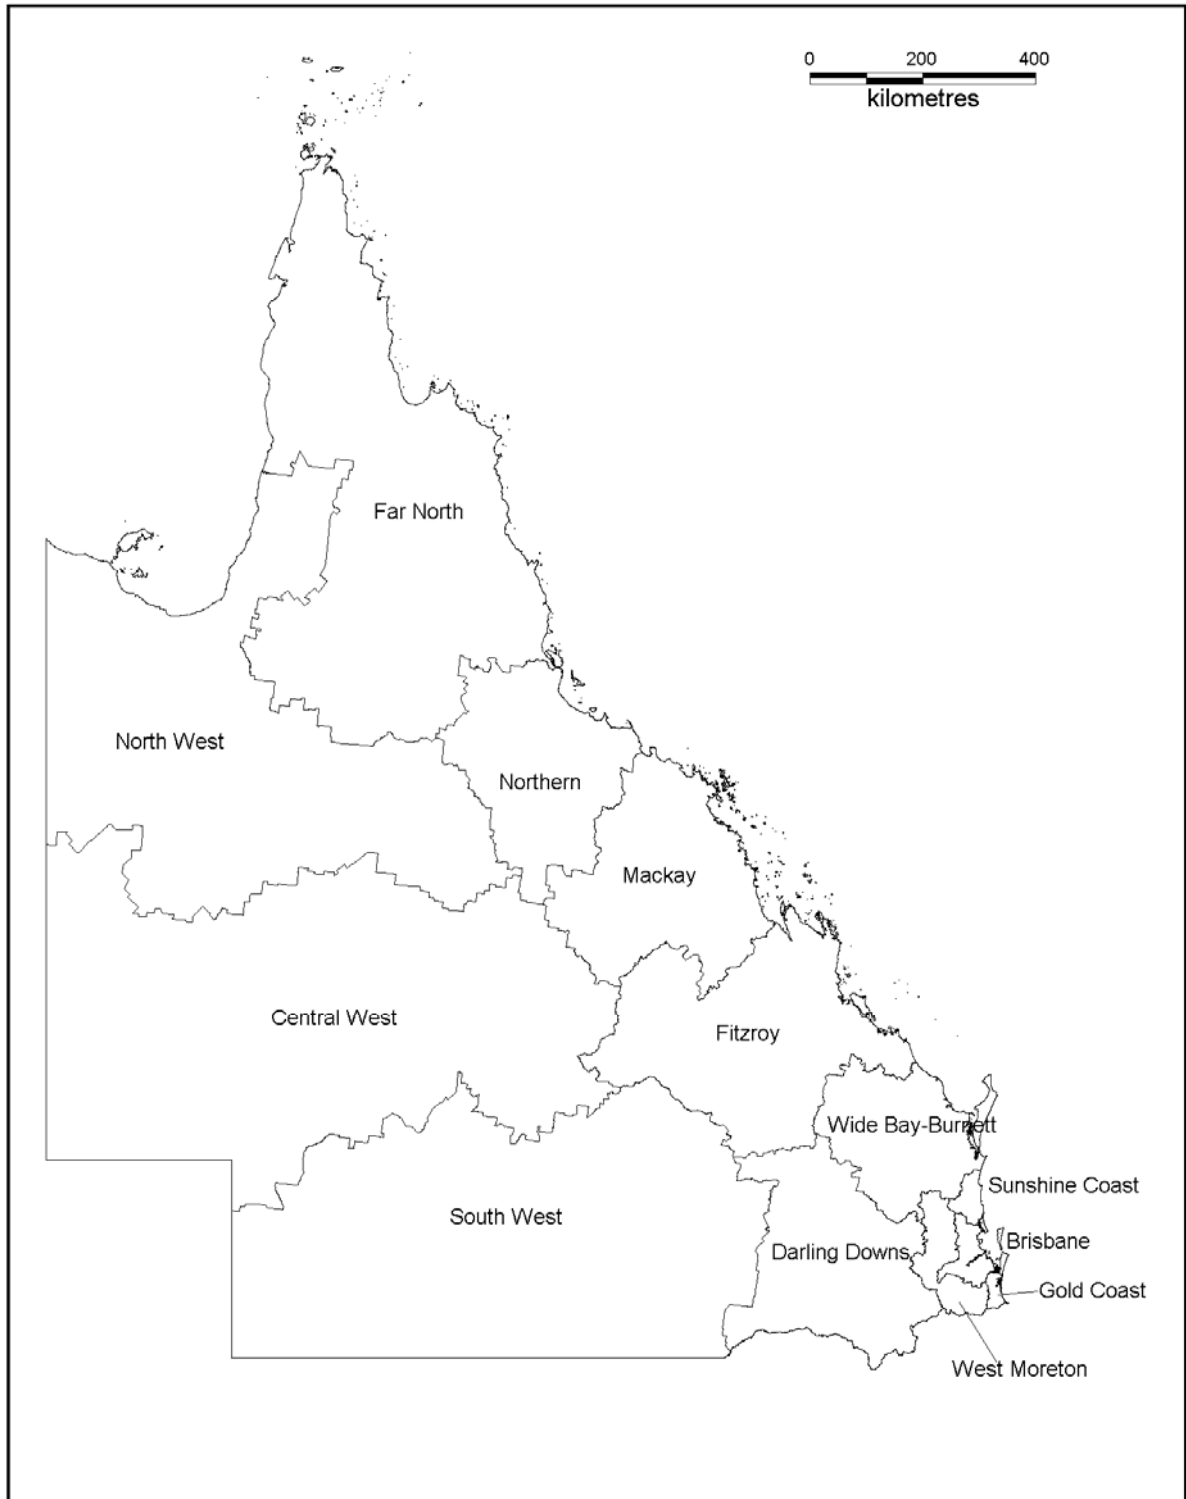 0 200 400
kilometres
Far North
North West
Northern
Mackay
Central West
Fitzroy
Wide Bay-Burnett
Sunshine Coast
South West
Brisbane
Darling Downs
Gold Coast
West Moreton